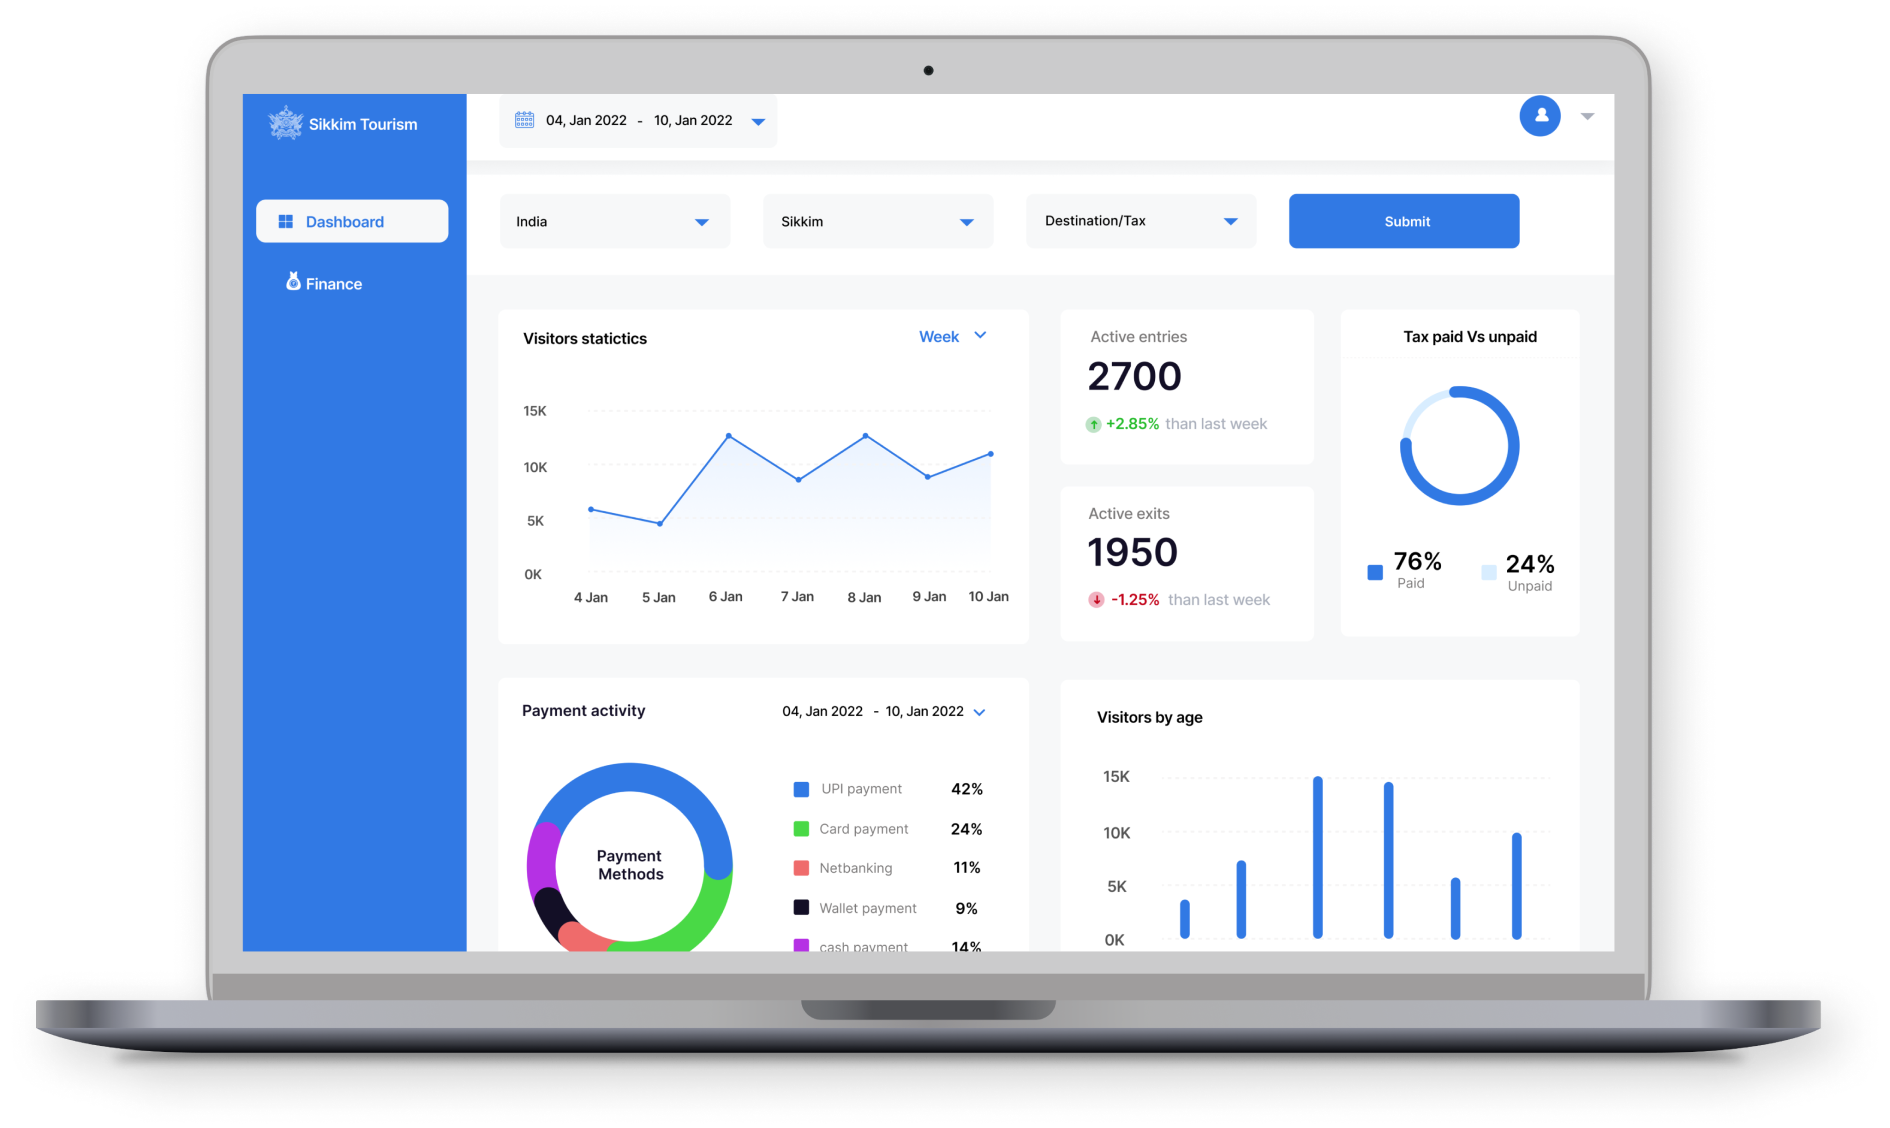 Sikkim Tourism
04, Jan 2022 - 10, Jan 2022
Dashboard
Finance
India
Sikkim
Destination/Tax
Submit
Visitors statictics
Week
15K
10K
5K
0K
4 Jan 5 Jan 6 Jan 7 Jan 8 Jan 9 Jan 10 Jan
Active entries
2700
+2.85% than last week
Active exits
1950
-1.25% than last week
Tax paid Vs unpaid
76%
Paid
24%
Unpaid
Payment activity
04, Jan 2022 - 10, Jan 2022
Payment
Methods
UPI payment 42%
Card payment 24%
Netbanking 11%
Wallet payment 9%
cash payment 14%
Visitors by age
15K
10K
5K
0K